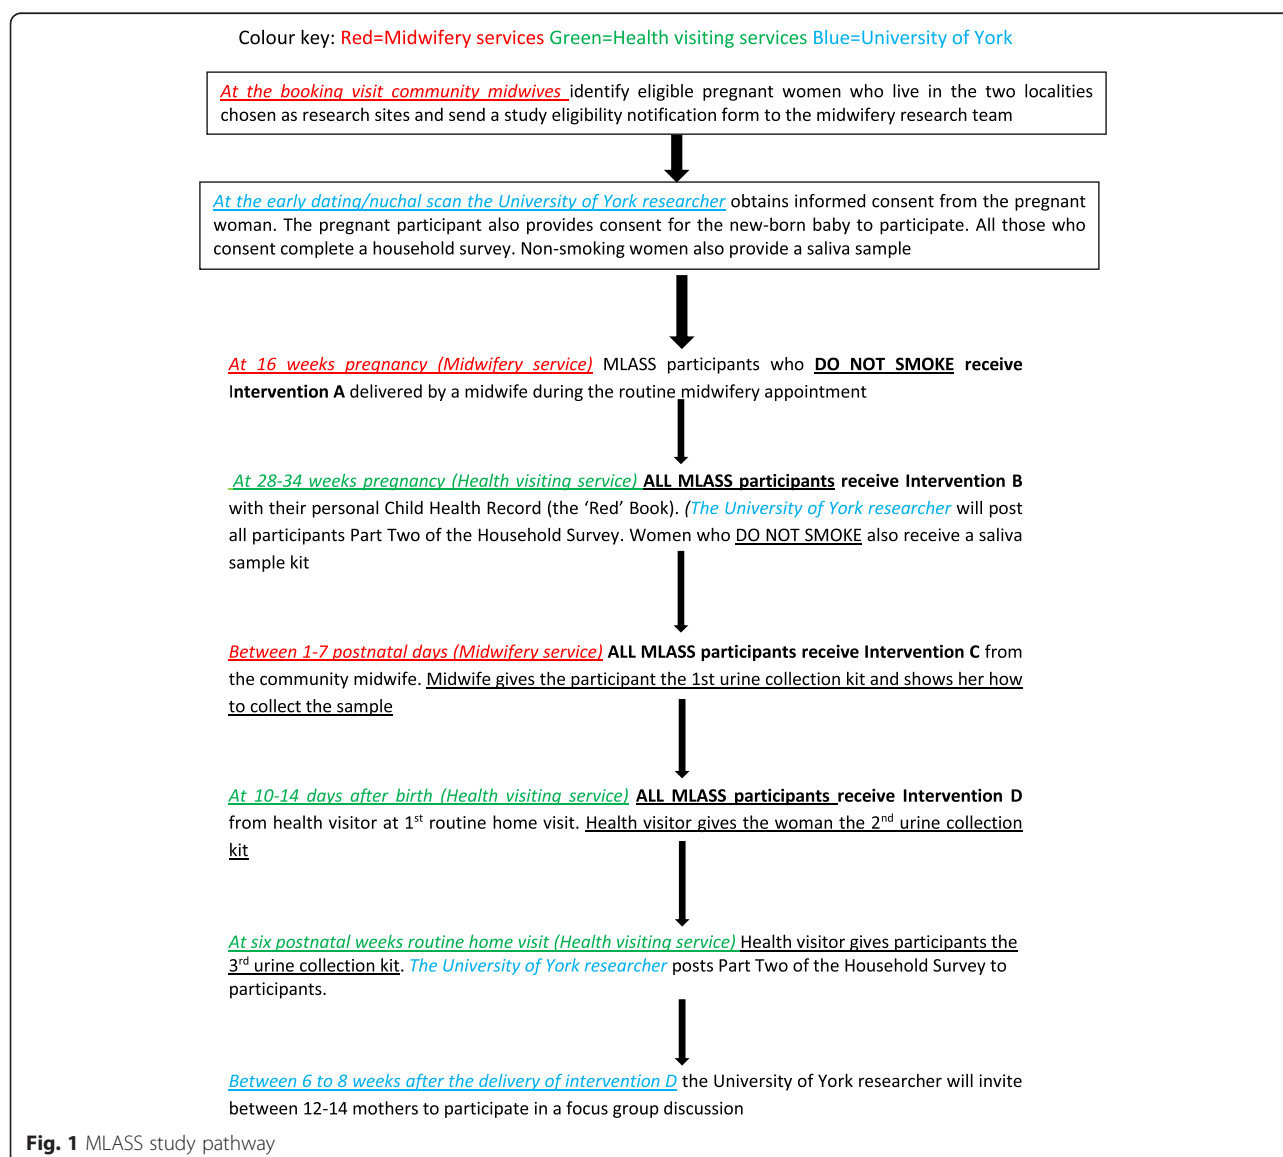 Colour key: Red=Midwifery services Green=Health visiting services Blue=University of York
At the booking visit community midwives identify eligible pregnant women who live in the two localities
chosen as research sites and send a study eligibility notification form to the midwifery research team
At the early dating/nuchal scan the University of York researcher obtains informed consent from the pregnant
woman. The pregnant participant also provides consent for the new-born baby to participate. All those who
consent complete a household survey. Non-smoking women also provide a saliva sample
At 16 weeks pregnancy (Midwifery service) MLASS participants who DO NOT SMOKE receive
Intervention A delivered by a midwife during the routine midwifery appointment
At 28-34 weeks pregnancy (Health visiting service) ALL MLASS participants receive Intervention B
with their personal Child Health Record (the ‘Red’ Book). (The University of York researcher will post
all participants Part Two of the Household Survey. Women who DO NOT SMOKE also receive a saliva
sample kit
Between 1-7 postnatal days (Midwifery service) ALL MLASS participants receive Intervention C from
the community midwife. Midwife gives the participant the 1st urine collection kit and shows her how
to collect the sample
At 10-14 days after birth (Health visiting service) ALL MLASS participants receive Intervention D
from health visitor at 1st routine home visit. Health visitor gives the woman the 2nd urine collection
kit
At six postnatal weeks routine home visit (Health visiting service) Health visitor gives participants the
3rd urine collection kit. The University of York researcher posts Part Two of the Household Survey to
participants.
Between 6 to 8 weeks after the delivery of intervention D the University of York researcher will invite
between 12-14 mothers to participate in a focus group discussion
Fig. 1 MLASS study pathway